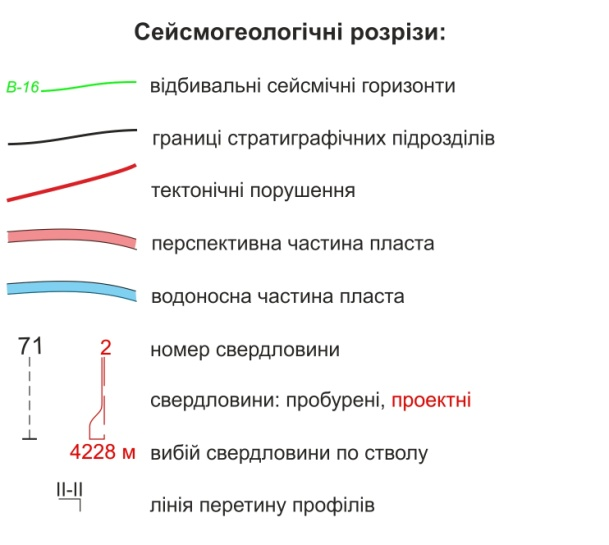 Сейсмогеологічні розрізи:
В-16 відбивальні сейсмічні горизонти
границі стратиграфічних підрозділів
тектонічні порушення
перспективна частина пласта
водоносна частина пласта
71 2 номер свердловини
свердловини: пробурені, проектні
4228 м вибій свердловини по стволу
II-II
лінія перетину профілів